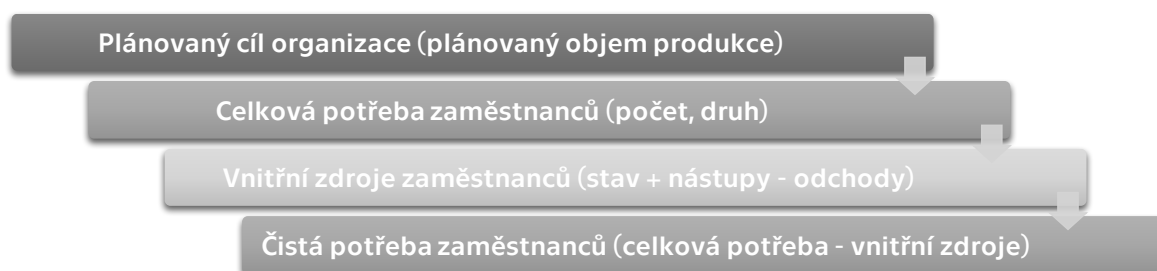 Plánovaný cíl organizace (plánovaný objem produkce)
Celková potřeba zaměstnanců (počet, druh)
Vnitřní zdroje zaměstnanců (stav + nástupy - odchody)
Čistá potřeba zaměstnanců (celková potřeba - vnitřní zdroje)